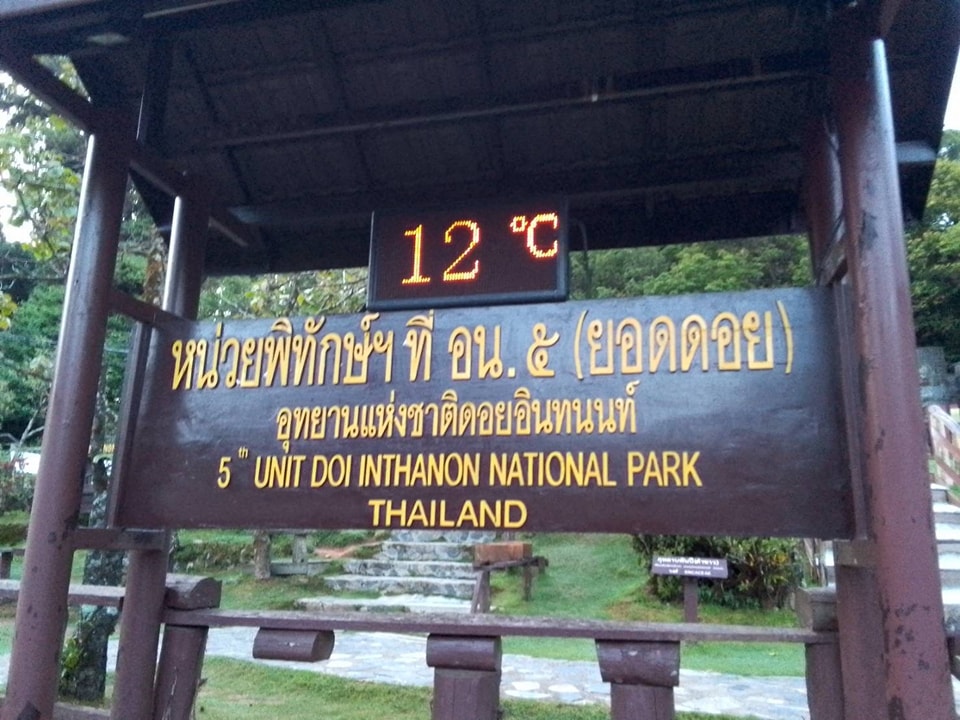 12 °C
หน่วยพิทักษ์ฯ ที่ อน. ๕ (ยอดดอย)
อุทยานแห่งชาติดอยอินทนนท์
5th UNIT DOI INTHANON NATIONAL PARK
THAILAND